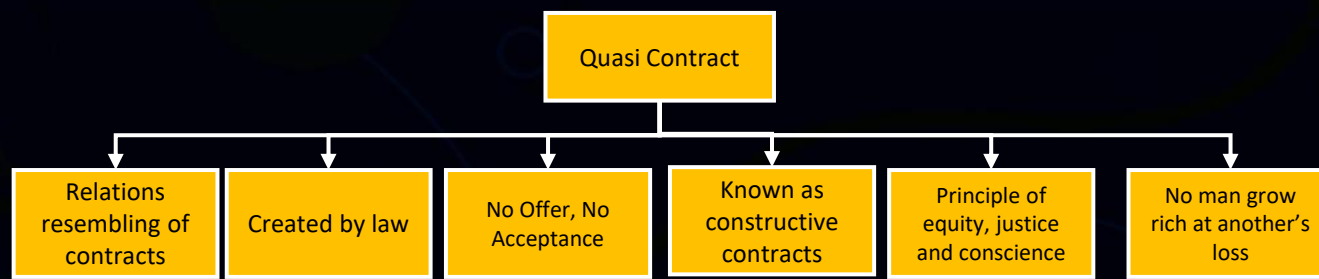 Quasi Contract
Relations
resembling of
contracts
Created by law
No Offer, No
Acceptance
Known as
constructive
contracts
Principle of
equity, justice
and conscience
No man grow
rich at another’s
loss